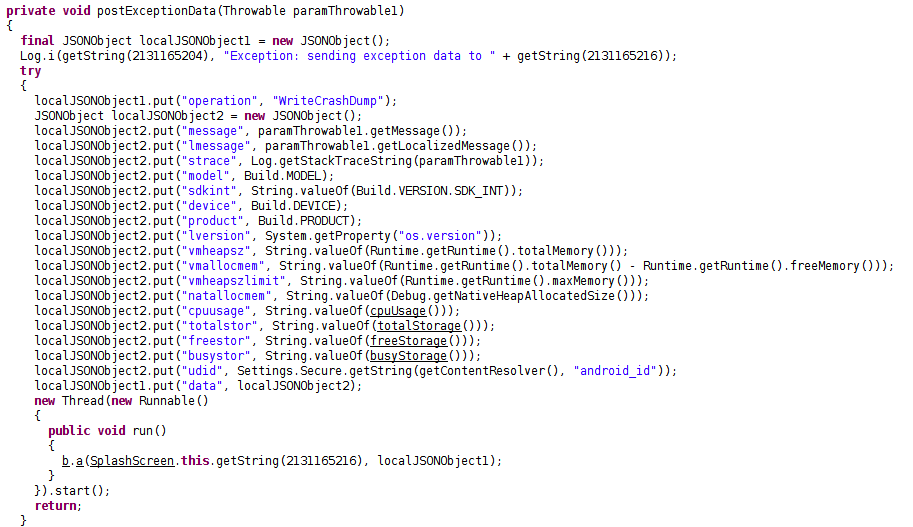 private void postExceptionData(Throwable paramThrowable1)
{
  final JSONObject localJSONObject1 = new JSONObject();
  Log.i(getString(2131165204), "Exception: sending exception data to " + getString(2131165216));
  try
  {
    localJSONObject1.put("operation", "WriteCrashDump");
    JSONObject localJSONObject2 = new JSONObject();
    localJSONObject2.put("message", paramThrowable1.getMessage());
    localJSONObject2.put("lmessage", paramThrowable1.getLocalizedMessage());
    localJSONObject2.put("strace", Log.getStackTraceString(paramThrowable1));
    localJSONObject2.put("model", Build.MODEL);
    localJSONObject2.put("sdkint", String.valueOf(Build.VERSION.SDK_INT));
    localJSONObject2.put("device", Build.DEVICE);
    localJSONObject2.put("product", Build.PRODUCT);
    localJSONObject2.put("lversion", System.getProperty("os.version"));
    localJSONObject2.put("vmheapsz", String.valueOf(Runtime.getRuntime().totalMemory()));
    localJSONObject2.put("vmallocmem", String.valueOf(Runtime.getRuntime().totalMemory() - Runtime.getRuntime().freeMemory()));
    localJSONObject2.put("vmheapszlimit", String.valueOf(Runtime.getRuntime().maxMemory()));
    localJSONObject2.put("natallocmem", String.valueOf(Debug.getNativeHeapAllocatedSize()));
    localJSONObject2.put("cpuusage", String.valueOf(cpuUsage()));
    localJSONObject2.put("totalstor", String.valueOf(totalStorage()));
    localJSONObject2.put("freestor", String.valueOf(freeStorage()));
    localJSONObject2.put("busystor", String.valueOf(busyStorage()));
    localJSONObject2.put("udid", Settings.Secure.getString(getContentResolver(), "android_id"));
    localJSONObject1.put("data", localJSONObject2);
    new Thread(new Runnable()
    {
      public void run()
      {
        b.a(SplashScreen.this.getString(2131165216), localJSONObject1);
      }
    }).start();
    return;
  }